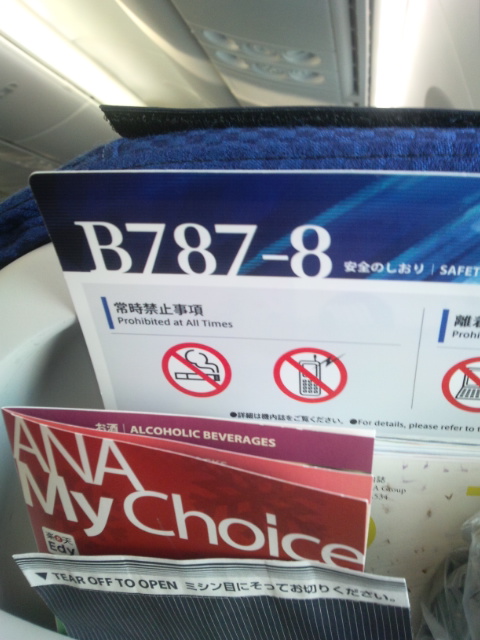 B787-8
安全のしおり | SAFET
常時禁止事項
Prohibited at All Times
離
Prohi
●詳細は機内誌をご覧ください。 ●For details, please refer to
お酒 | ALCOHOLIC BEVERAGES
ANA
My Choice
Edy
▼ TEAR OFF TO OPEN ミシン目にそってお切りください。